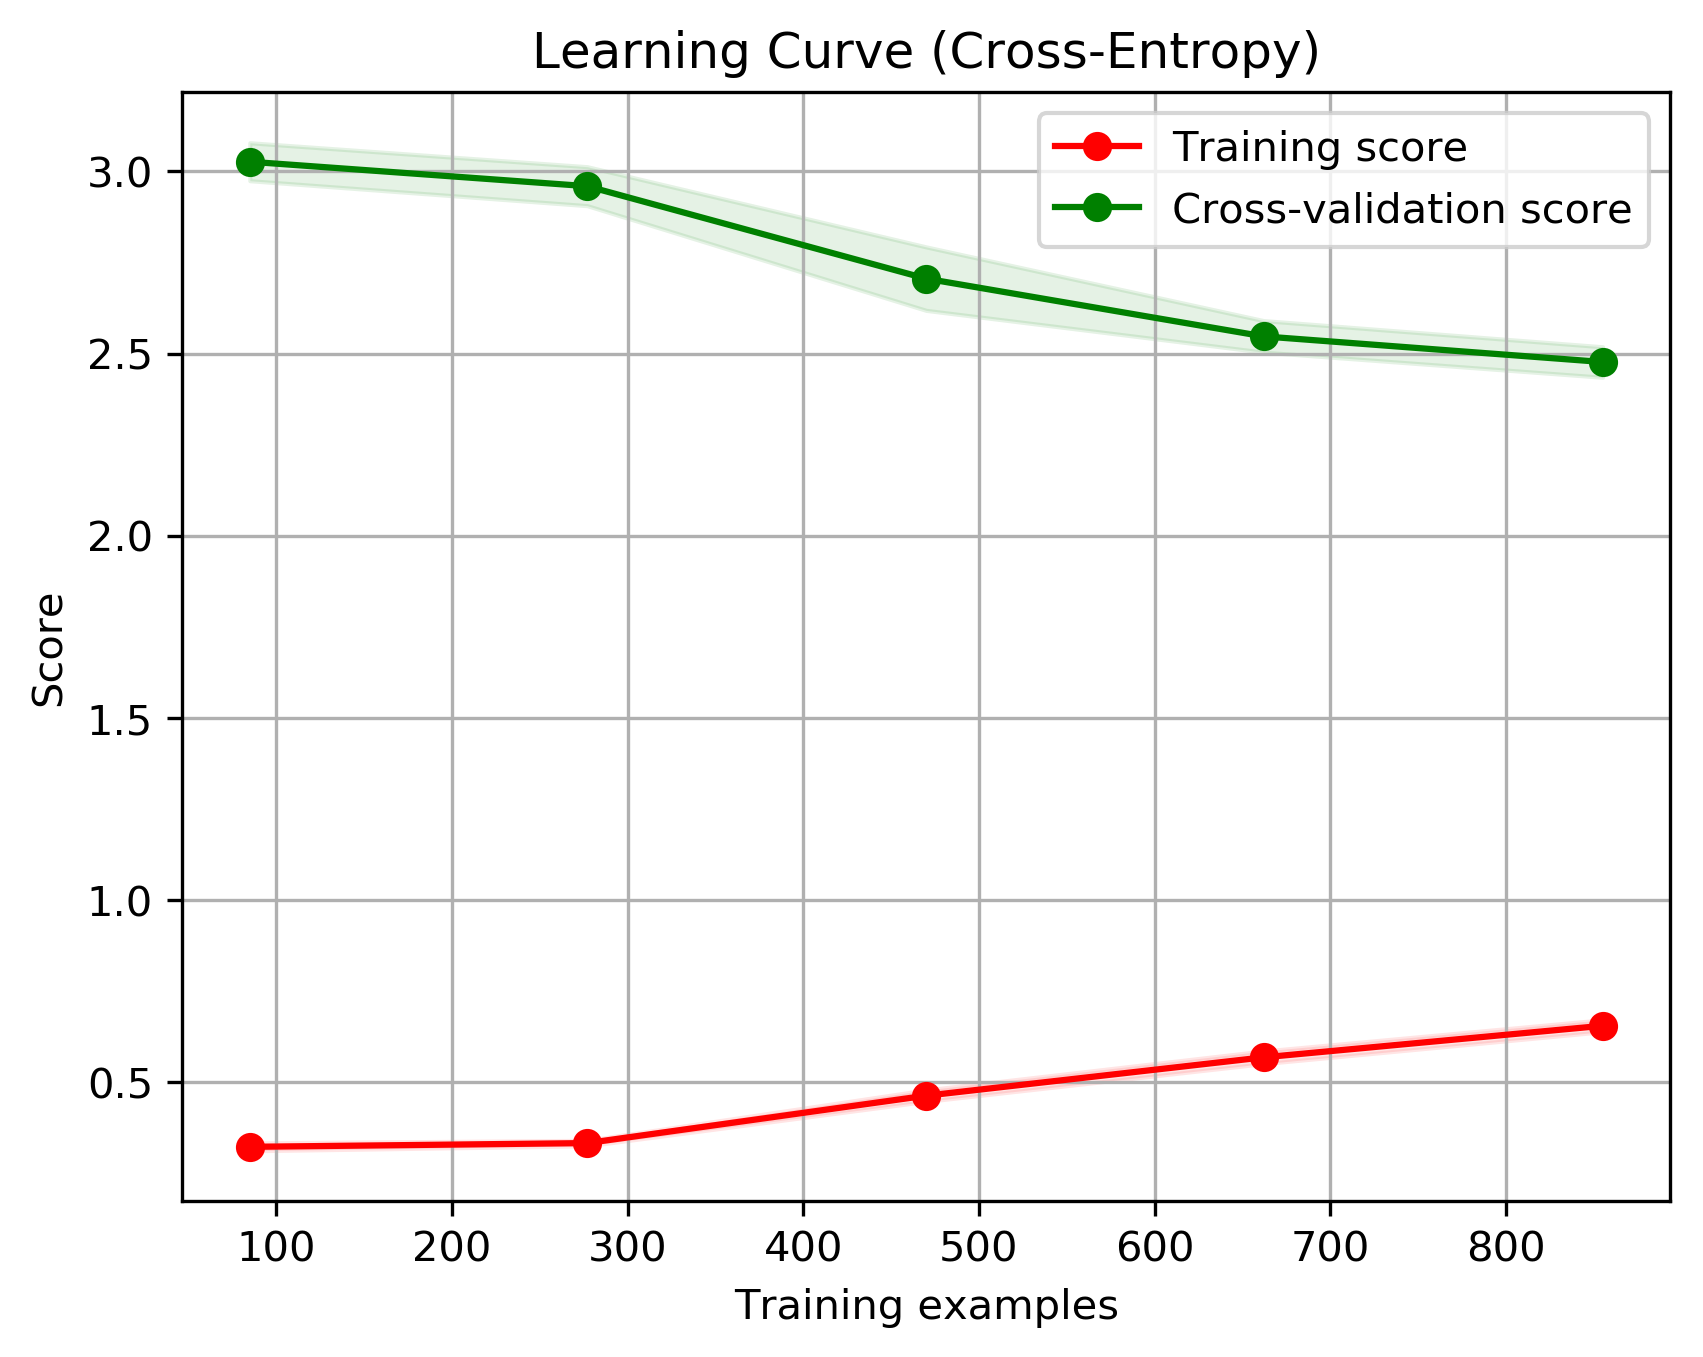 Learning Curve (Cross-Entropy)
Training score
Cross-validation score
3.0
2.5
2.0
1.5
1.0
0.5
Score
100 200 300 400 500 600 700 800
Training examples